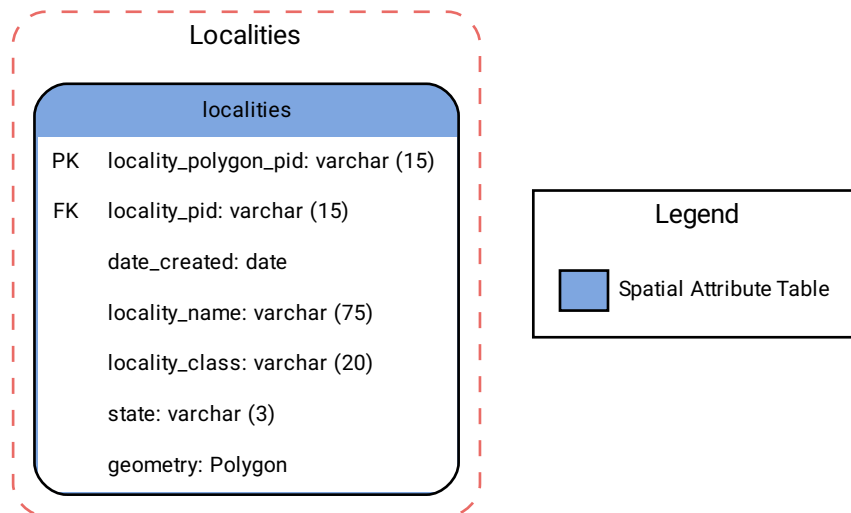 Localities
localities
PK locality_polygon_pid: varchar (15)
FK locality_pid: varchar (15)
date_created: date
locality_name: varchar (75)
locality_class: varchar (20)
state: varchar (3)
geometry: Polygon
Legend
Spatial Attribute Table